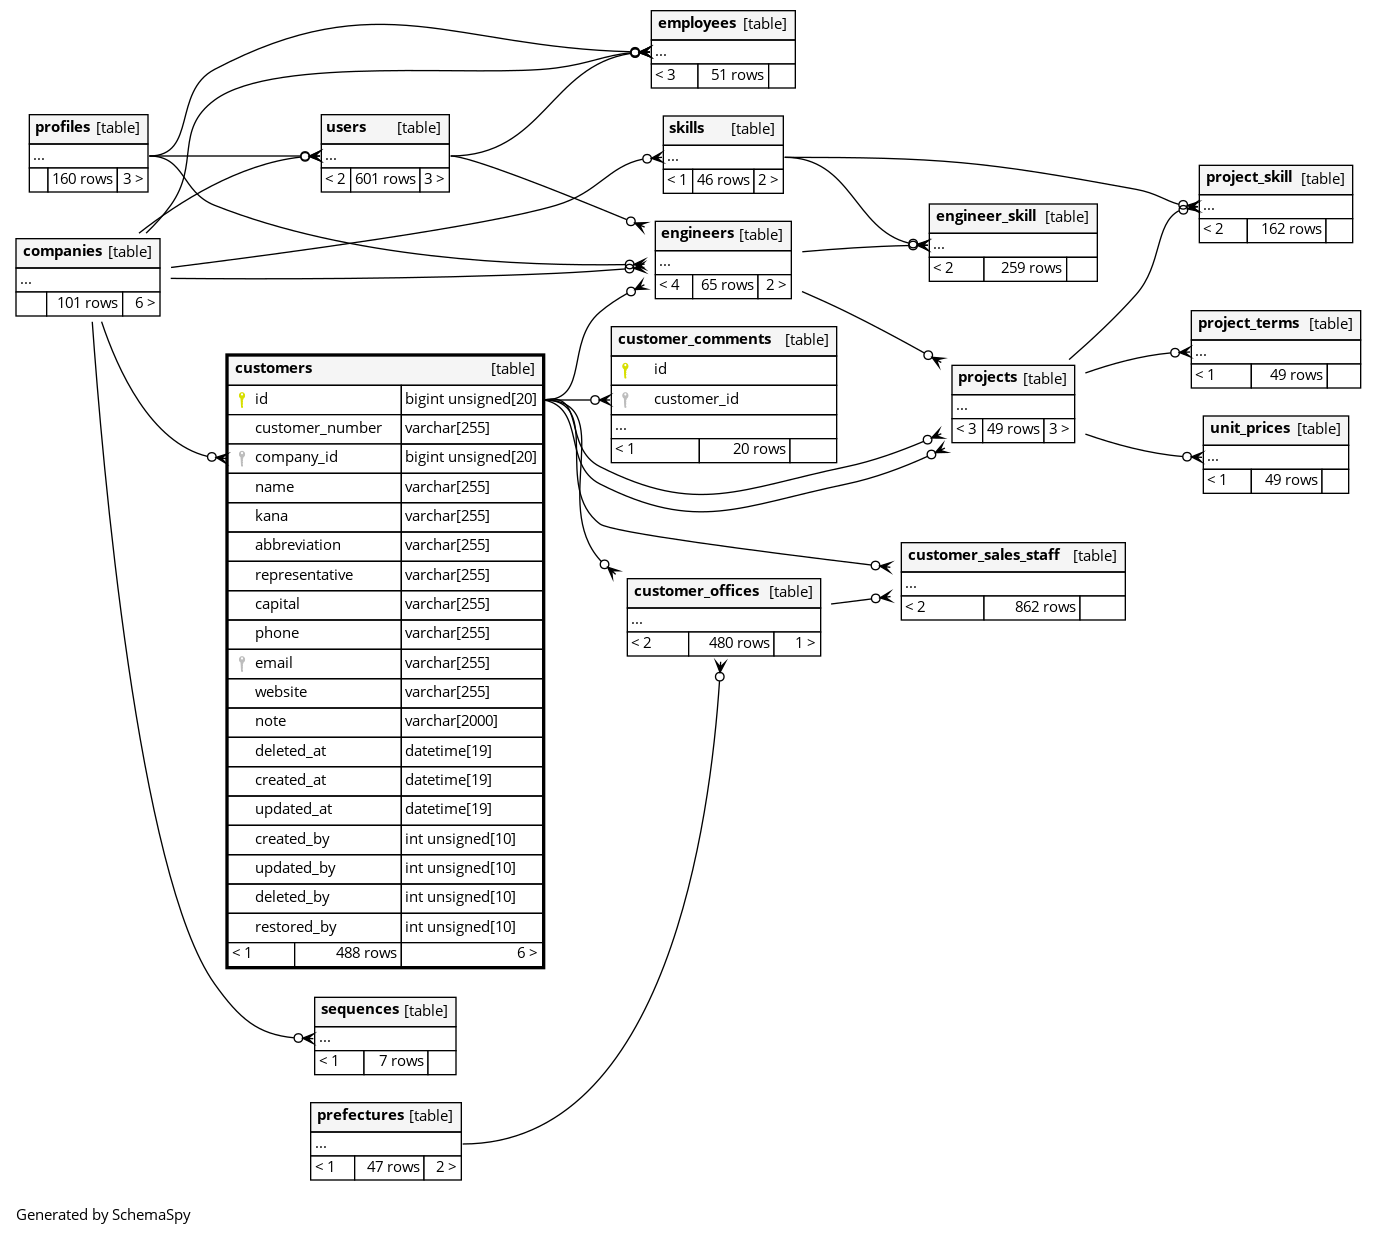 employees [table]
...
< 3 51 rows
profiles [table]
...
160 rows 3 >
users [table]
...
< 2 601 rows 3 >
skills [table]
...
< 1 46 rows 2 >
project_skill [table]
...
< 2 162 rows
engineer_skill [table]
...
< 2 259 rows
engineers [table]
...
< 4 65 rows 2 >
companies [table]
...
101 rows 6 >
project_terms [table]
...
< 1 49 rows
customer_comments [table]
id
customer_id
...
< 1 20 rows
projects [table]
...
< 3 49 rows 3 >
unit_prices [table]
...
< 1 49 rows
customers [table]
id bigint unsigned[20]
customer_number varchar[255]
company_id bigint unsigned[20]
name varchar[255]
kana varchar[255]
abbreviation varchar[255]
representative varchar[255]
capital varchar[255]
phone varchar[255]
email varchar[255]
website varchar[255]
note varchar[2000]
deleted_at datetime[19]
created_at datetime[19]
updated_at datetime[19]
created_by int unsigned[10]
updated_by int unsigned[10]
deleted_by int unsigned[10]
restored_by int unsigned[10]
< 1 488 rows 6 >
customer_sales_staff [table]
...
< 2 862 rows
customer_offices [table]
...
< 2 480 rows 1 >
sequences [table]
...
< 1 7 rows
prefectures [table]
...
< 1 47 rows 2 >
Generated by SchemaSpy